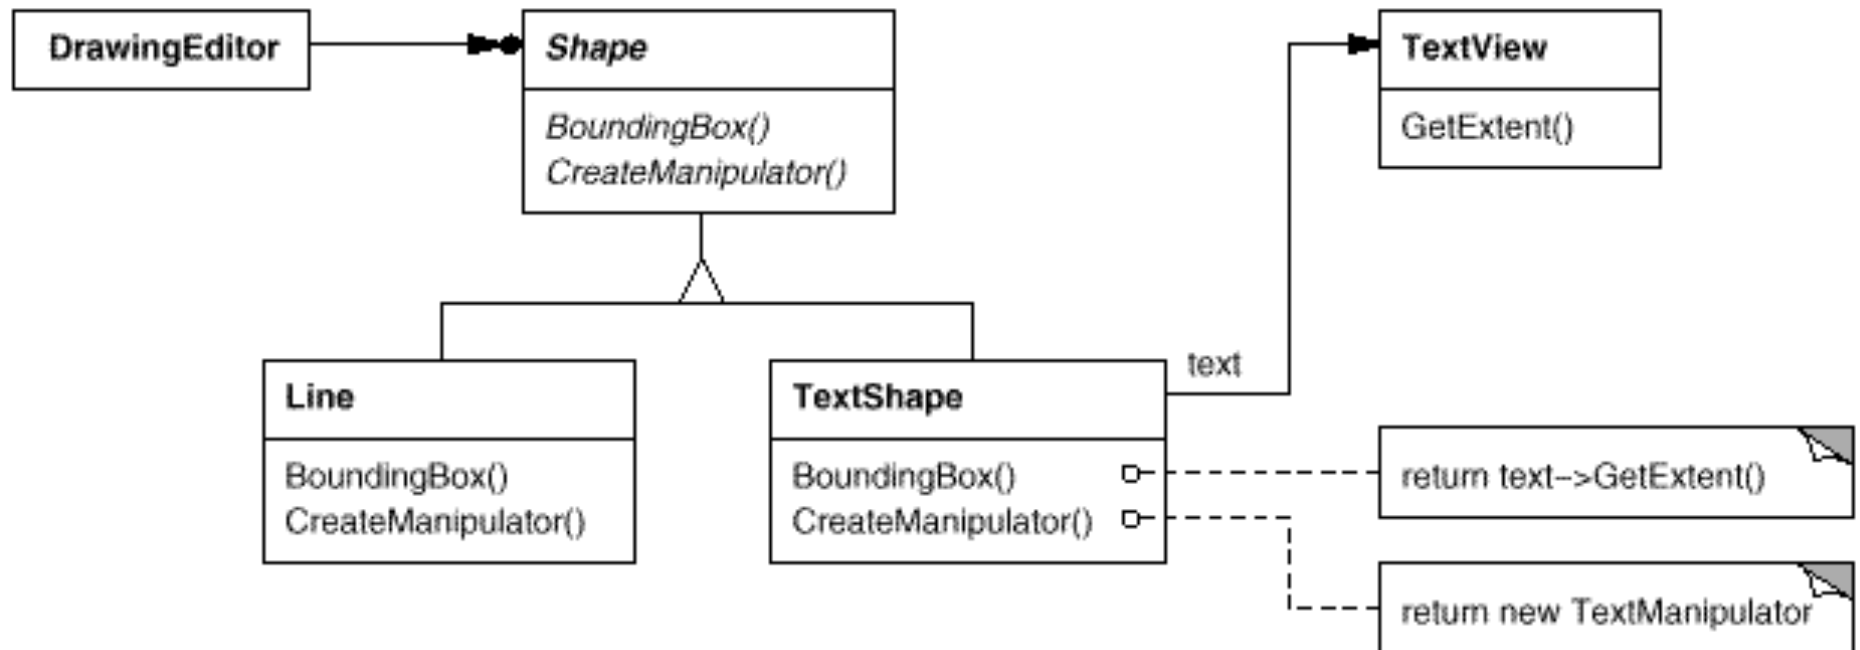 DrawingEditor
Shape
BoundingBox()
CreateManipulator()
TextView
GetExtent()
Line
BoundingBox()
CreateManipulator()
TextShape
BoundingBox()
CreateManipulator()
text
return text–>GetExtent()
return new TextManipulator